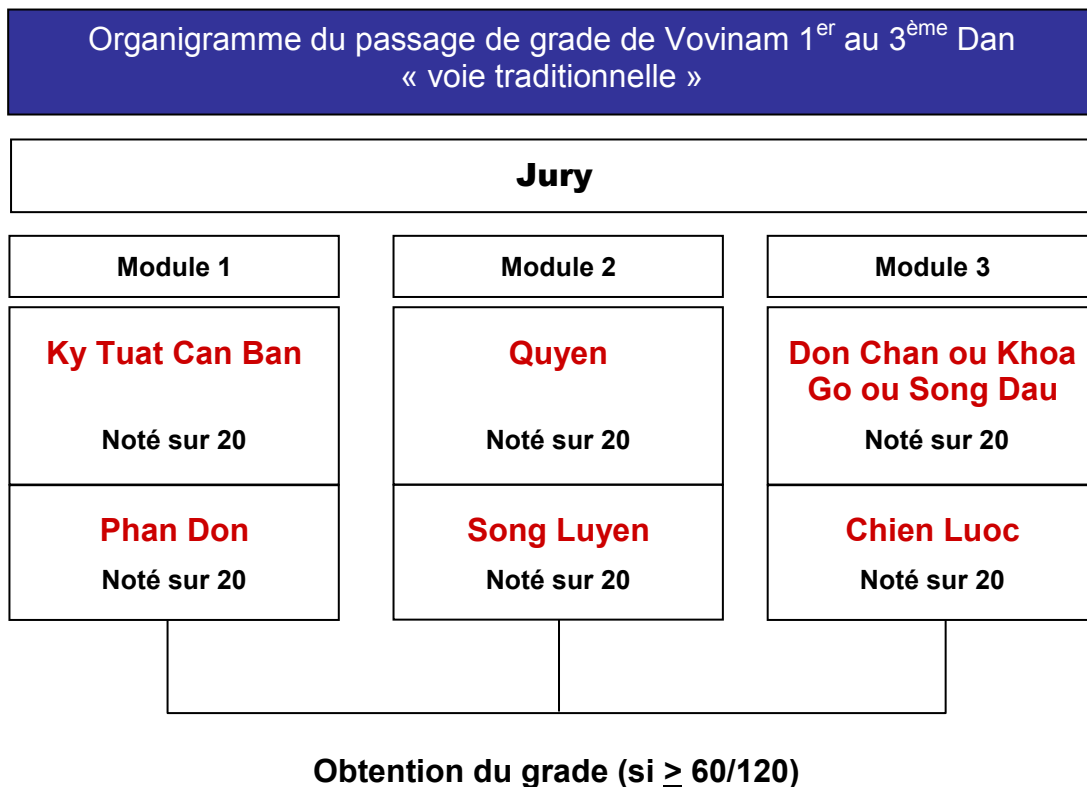 Organigramme du passage de grade de Vovinam 1er au 3ème Dan
« voie traditionnelle »
Jury
Module 1
Module 2
Module 3
Ky Tuat Can Ban
Noté sur 20
Quyen
Noté sur 20
Don Chan ou Khoa
Go ou Song Dau
Noté sur 20
Phan Don
Noté sur 20
Song Luyen
Noté sur 20
Chien Luoc
Noté sur 20
Obtention du grade (si ≥ 60/120)